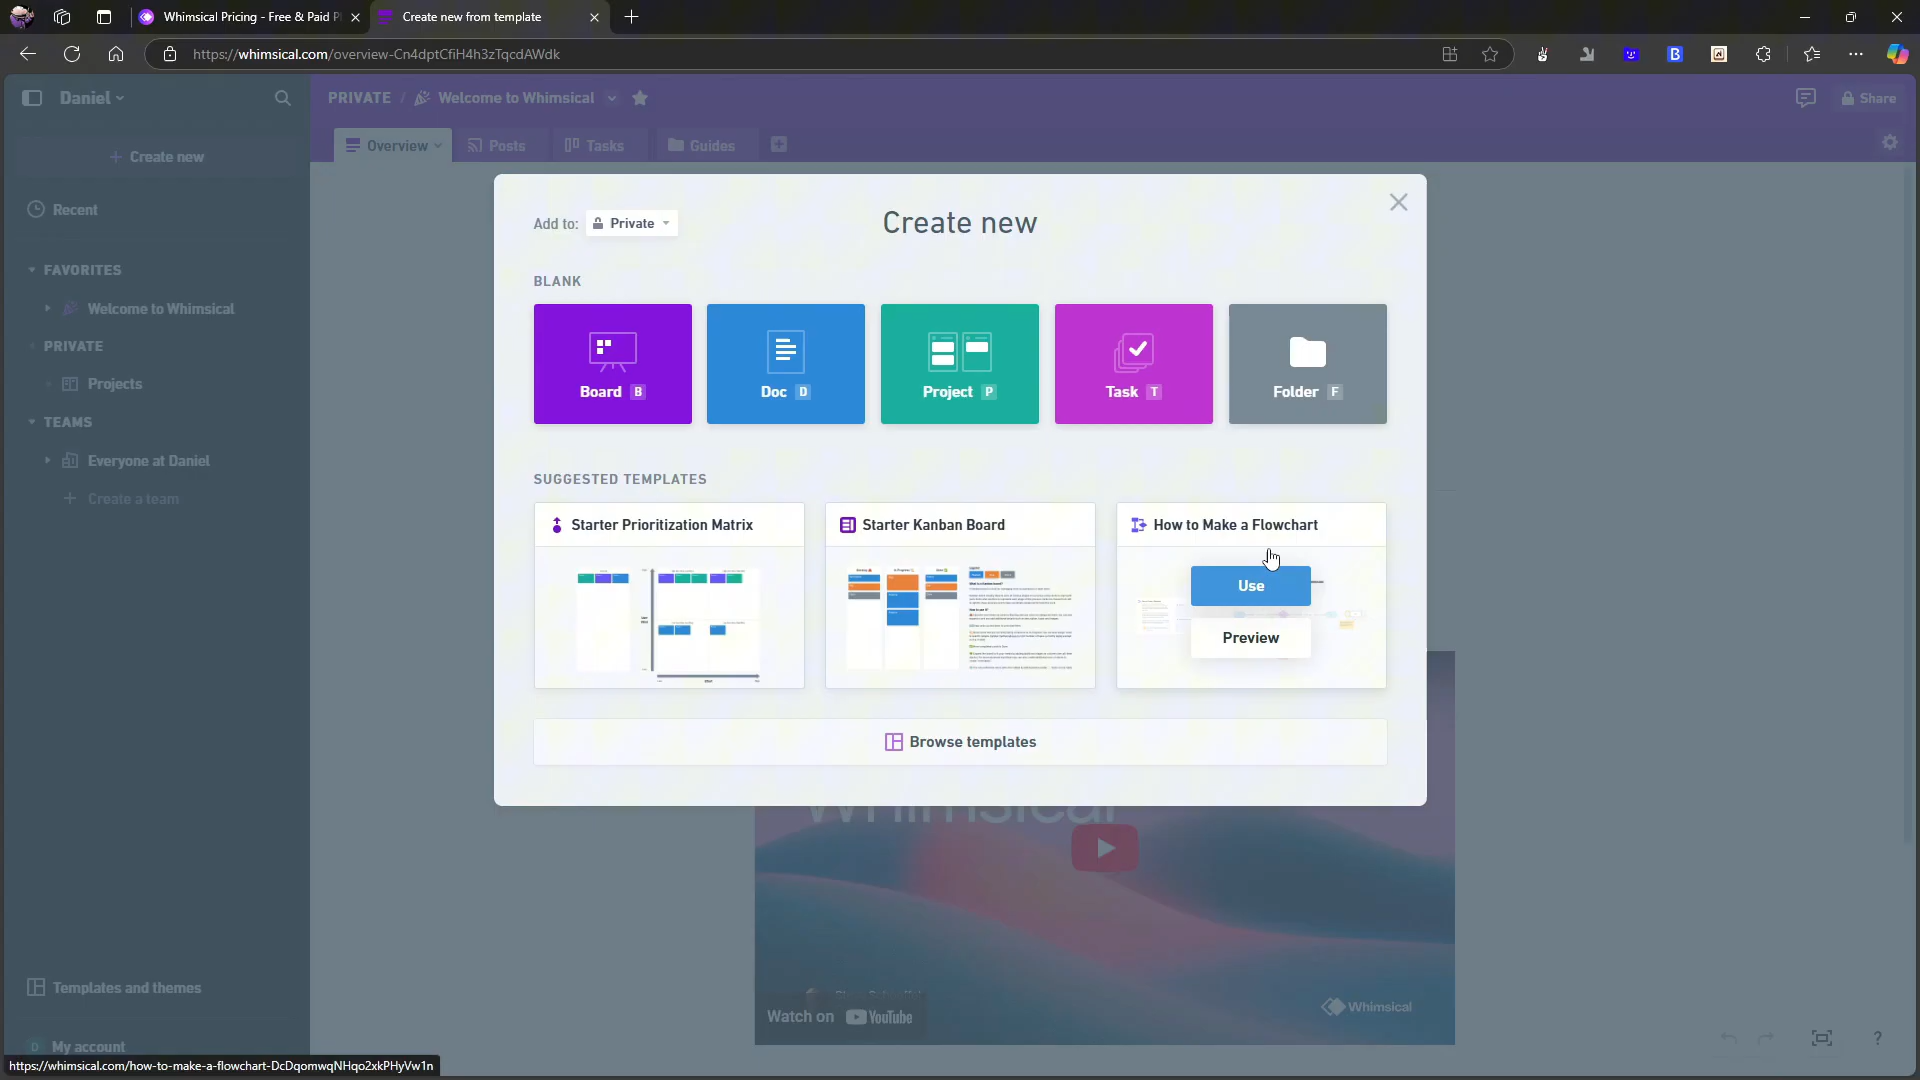 Whimsical Pricing - Free & Paid P
Create new from template
https://whimsical.com/overview-Cn4dptCfiH4h3zTqcdAWdk
Daniel
PRIVATE / Welcome to Whimsical
Share
Overview
Posts
Tasks
Guides
Create new
Recent
FAVORITES
Welcome to Whimsical
PRIVATE
Projects
TEAMS
Everyone at Daniel
Create a team
Templates and themes
D My account
https://whimsical.com/how-to-make-a-flowchart-DcDqomwqNHqo2xkPHyVw1n
Add to: Private
Create new
BLANK
Board B
Doc D
Project P
Task T
Folder F
SUGGESTED TEMPLATES
Starter Prioritization Matrix
Starter Kanban Board
How to Make a Flowchart
Use
Preview
Browse templates
Whimsical
Watch on YouTube
Whimsical
?